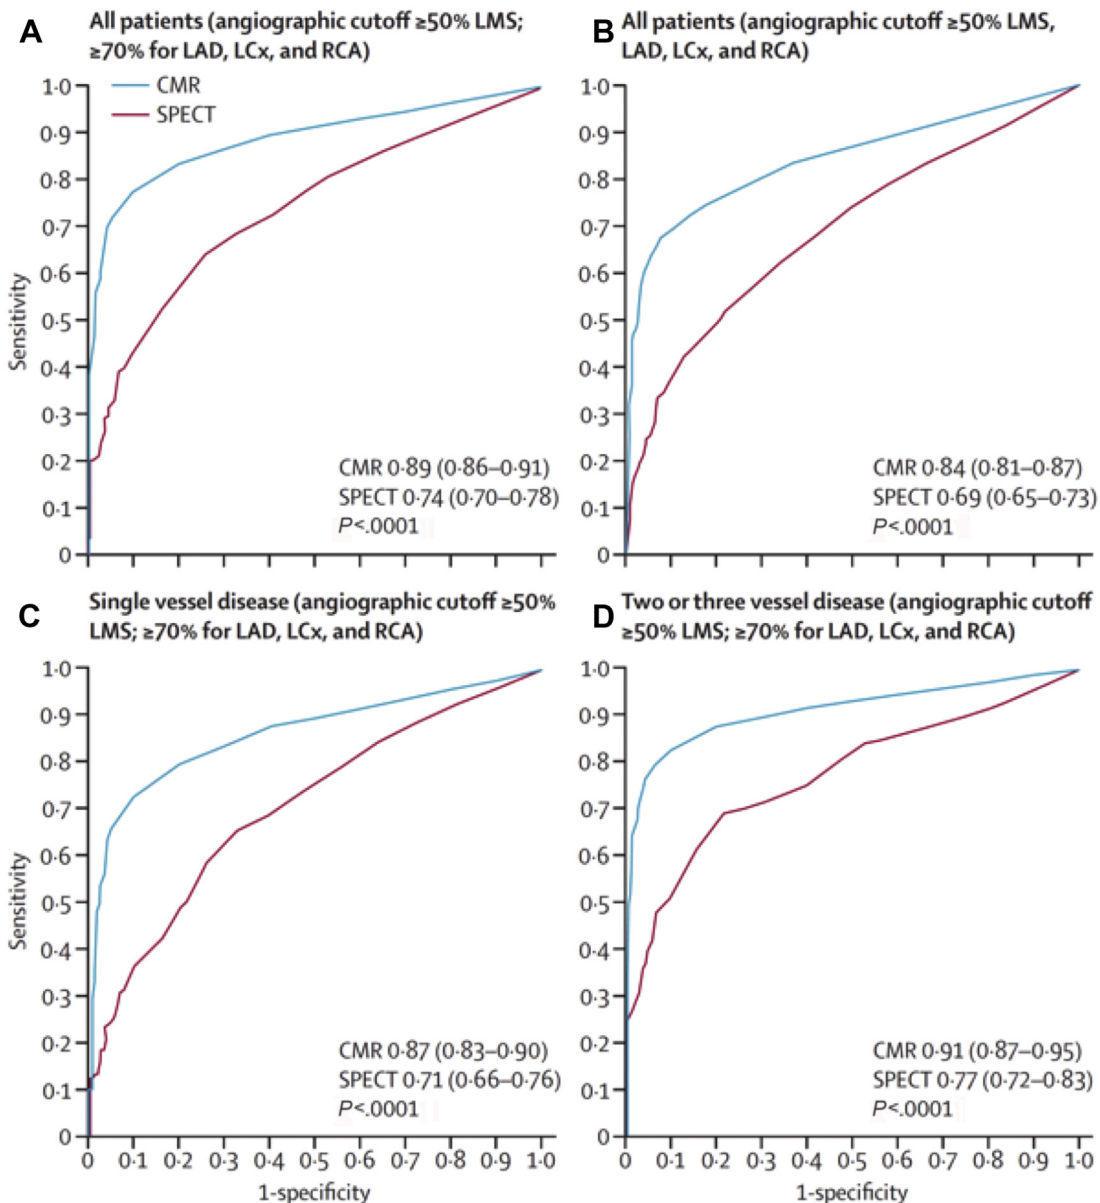 A
All patients (angiographic cutoff ≥50% LMS;
≥70% for LAD, LCx, and RCA)
CMR
SPECT
Sensitivity
1·0
0·9
0·8
0·7
0·6
0·5
0·4
0·3
0·2
0·1
0
CMR 0·89 (0·86–0·91)
SPECT 0·74 (0·70–0·78)
P<.0001
B
All patients (angiographic cutoff ≥50% LMS,
LAD, LCx, and RCA)
1·0
0·9
0·8
0·7
0·6
0·5
0·4
0·3
0·2
0·1
0
CMR 0·84 (0·81–0·87)
SPECT 0·69 (0·65–0·73)
P<.0001
C
Single vessel disease (angiographic cutoff ≥50%
LMS; ≥70% for LAD, LCx, and RCA)
Sensitivity
1·0
0·9
0·8
0·7
0·6
0·5
0·4
0·3
0·2
0·1
0
CMR 0·87 (0·83–0·90)
SPECT 0·71 (0·66–0·76)
P<.0001
0 0·1 0·2 0·3 0·4 0·5 0·6 0·7 0·8 0·9 1·0
1-specificity
D
Two or three vessel disease (angiographic cutoff
≥50% LMS; ≥70% for LAD, LCx, and RCA)
1·0
0·9
0·8
0·7
0·6
0·5
0·4
0·3
0·2
0·1
0
CMR 0·91 (0·87–0·95)
SPECT 0·77 (0·72–0·83)
P<.0001
0 0·1 0·2 0·3 0·4 0·5 0·6 0·7 0·8 0·9 1·0
1-specificity